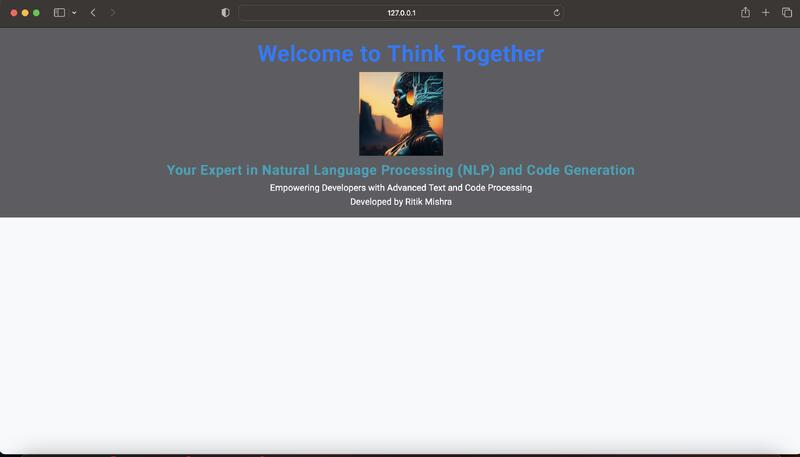 127.0.0.1
Welcome to Think Together
Your Expert in Natural Language Processing (NLP) and Code Generation
Empowering Developers with Advanced Text and Code Processing
Developed by Ritik Mishra